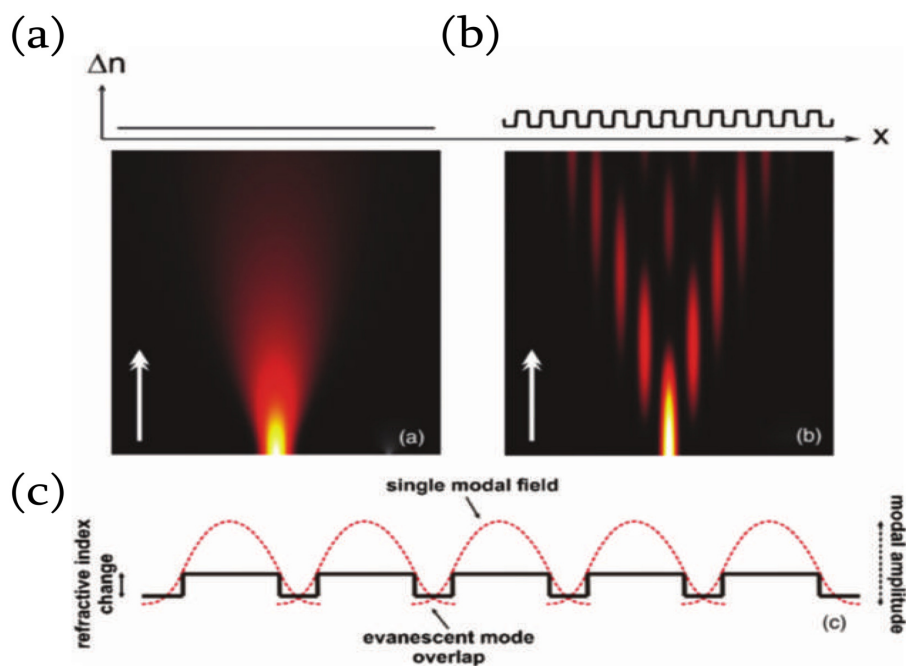 (a)
(b)
Δn
x
(a)
(b)
(c)
single modal field
refractive index
change
modal amplitude
evanescent mode
overlap
(c)